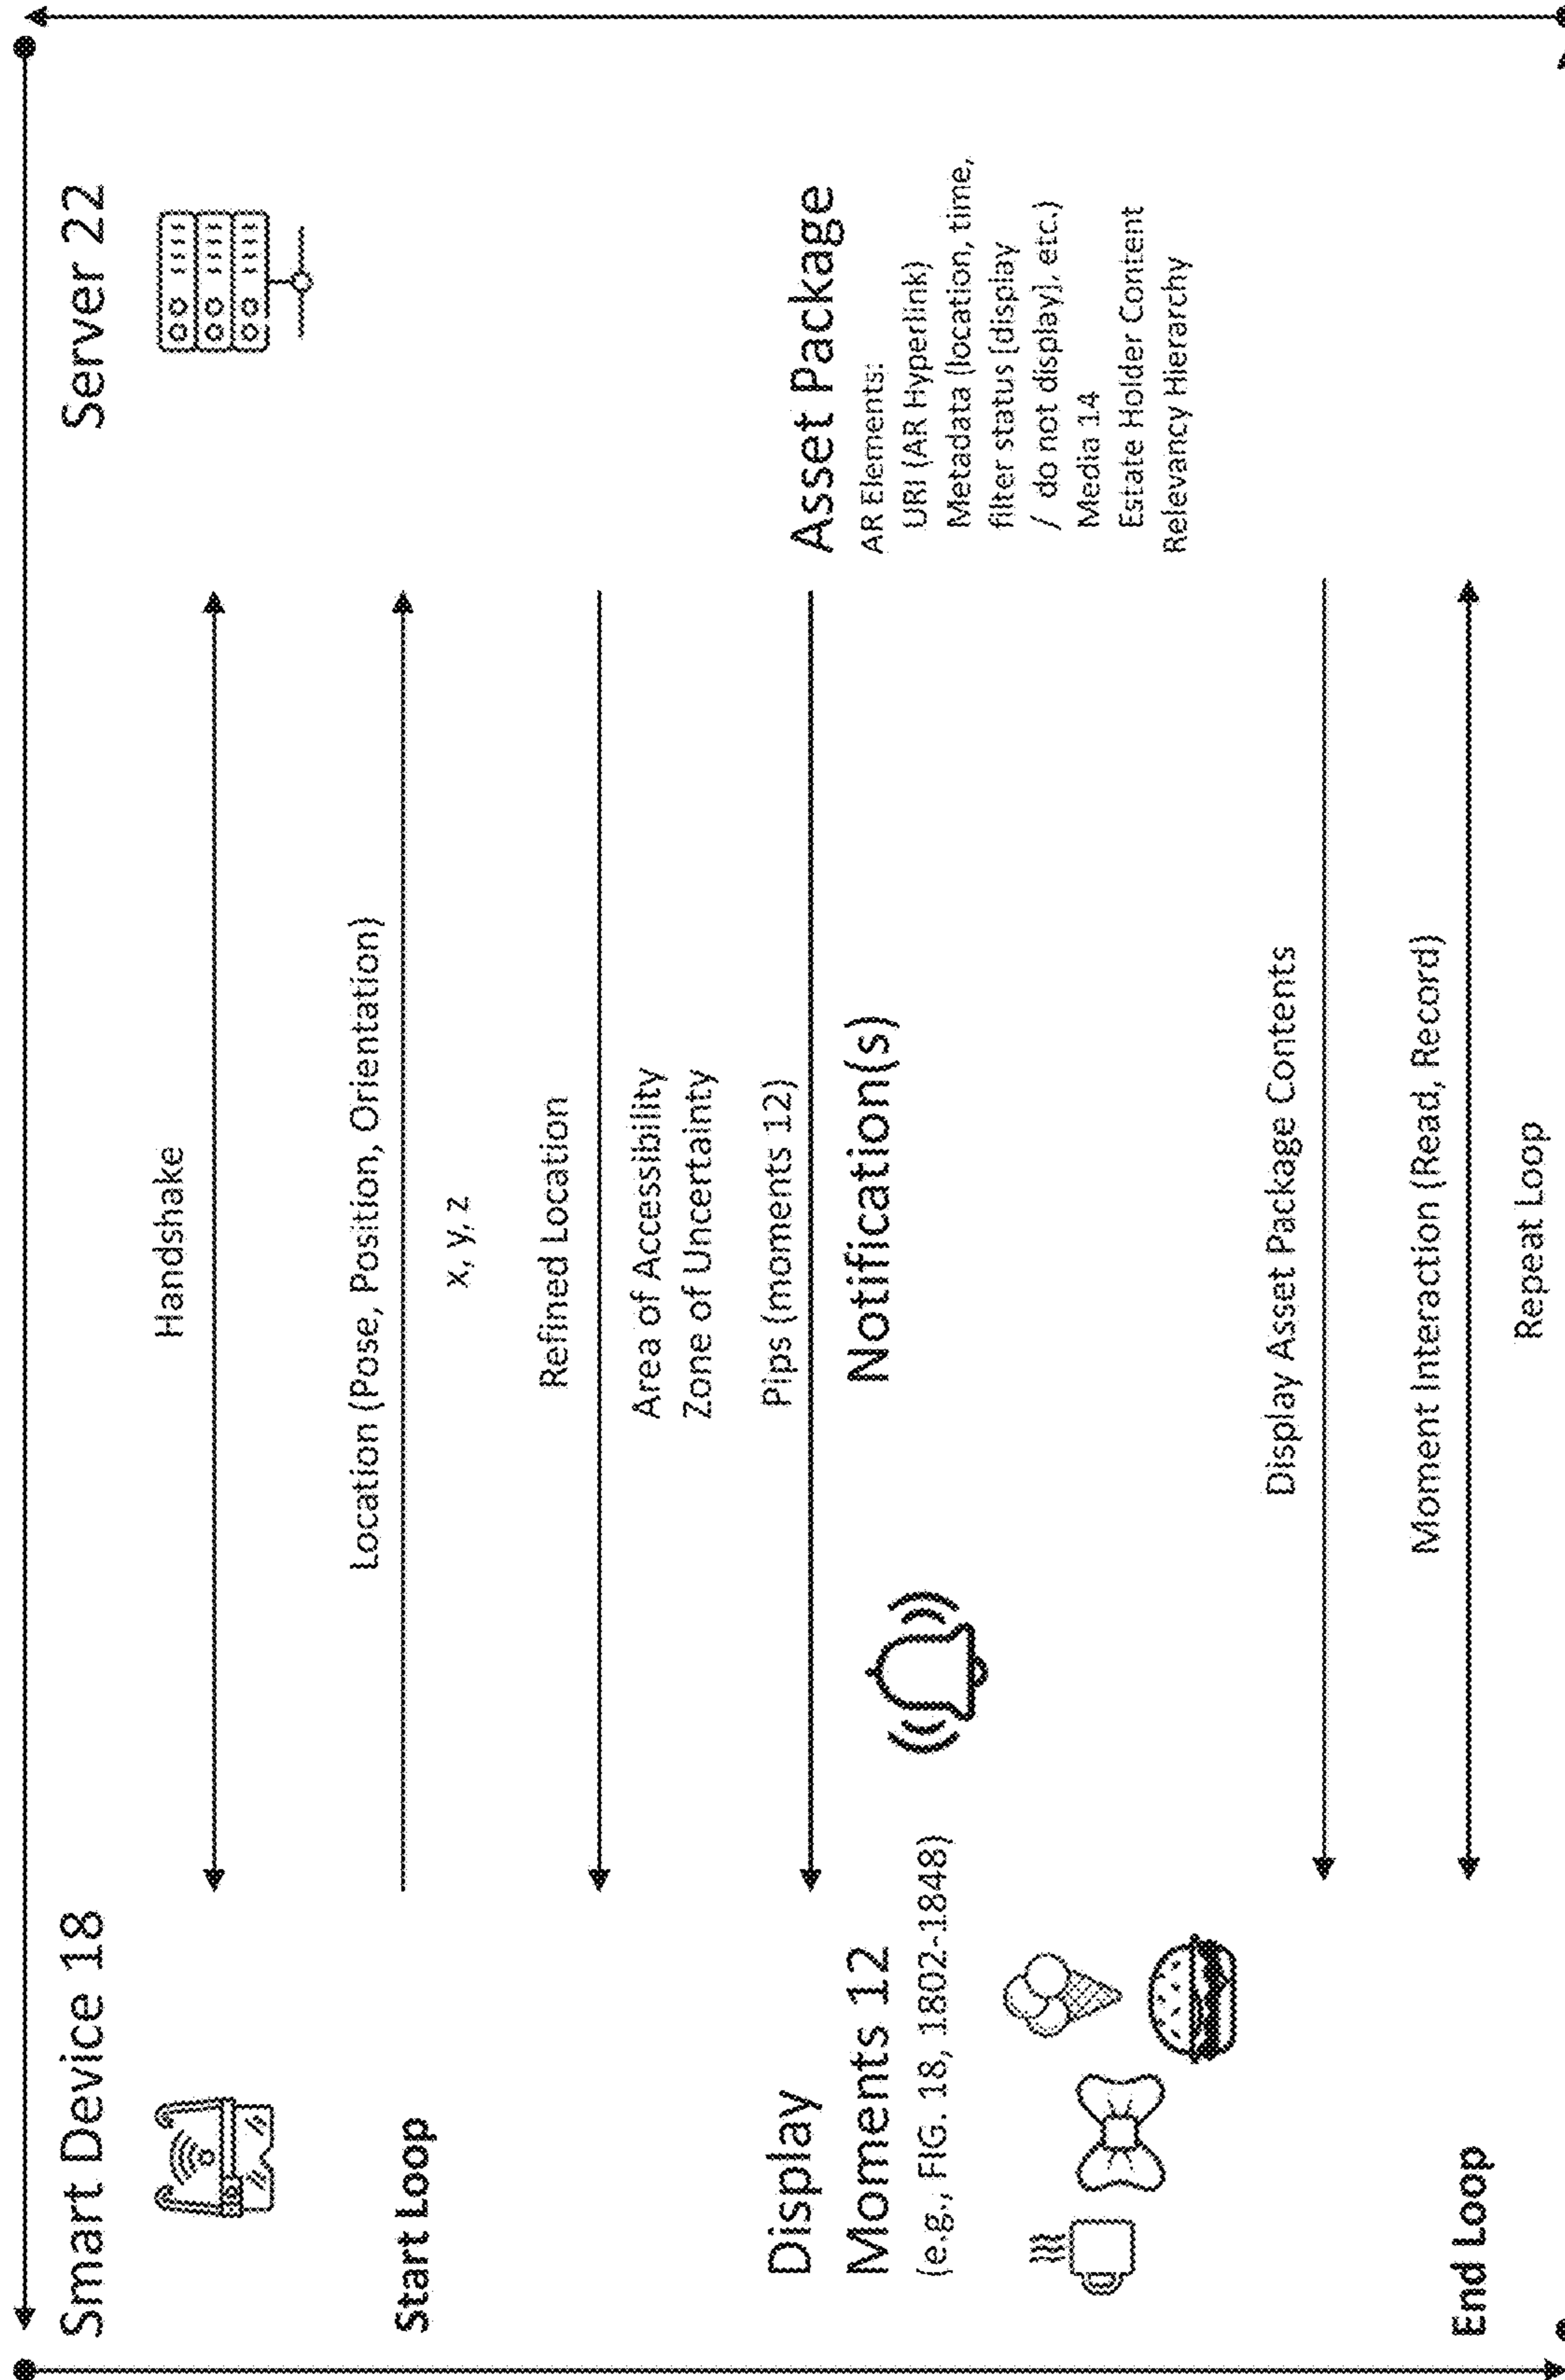 Smart Device 18
Server 22
Handshake
Start Loop
Location (Pose, Position, Orientation)
x, y, z
Refined Location
Area of Accessibility
Zone of Uncertainty
Pips (moments 12)
Display
Moments 12
(e.g., FIG. 18, 1802-1848)
Notification(s)
Asset Package
AR Elements:
URI (AR Hyperlink)
Metadata (location, time,
filter status [display
/ do not display], etc.)
Media 14
Estate Holder Content
Relevancy Hierarchy
Display Asset Package Contents
Moment Interaction (Read, Record)
End Loop
Repeat Loop